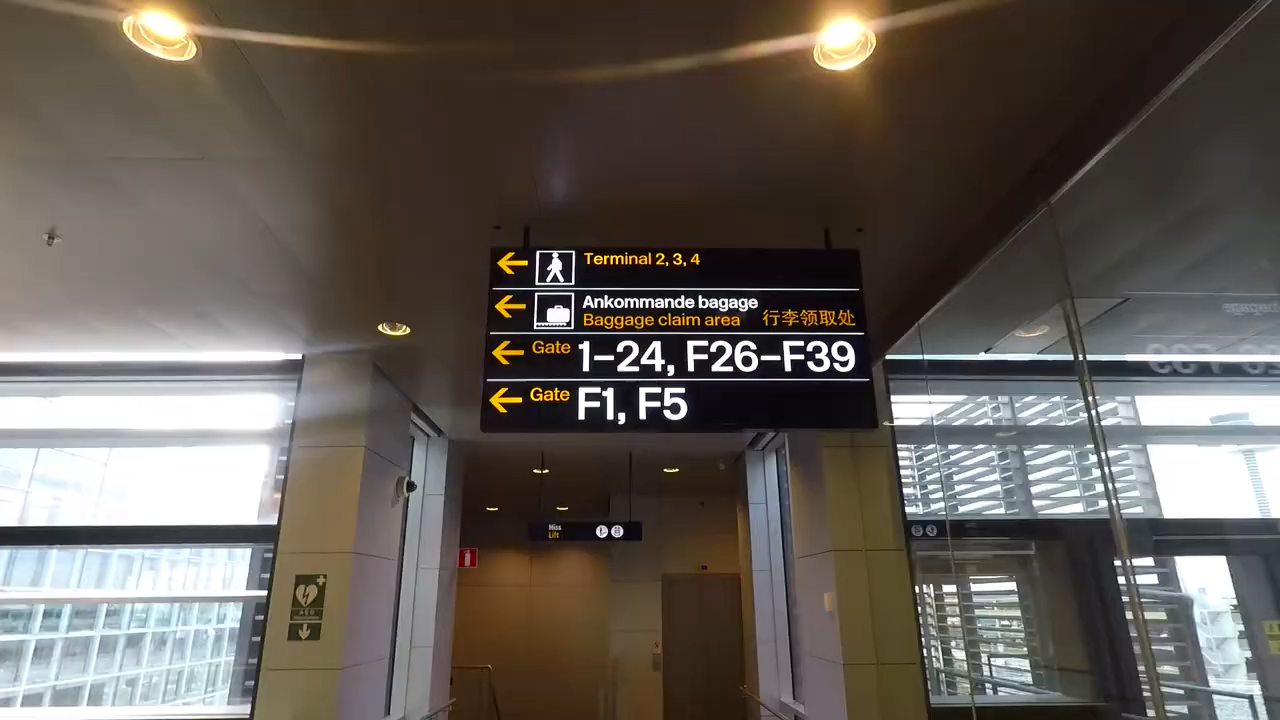 Terminal 2, 3, 4
Ankommande bagage
Baggage claim area 行李领取处
Gate 1–24, F26–F39
Gate F1, F5
Hiss
Lift
AED